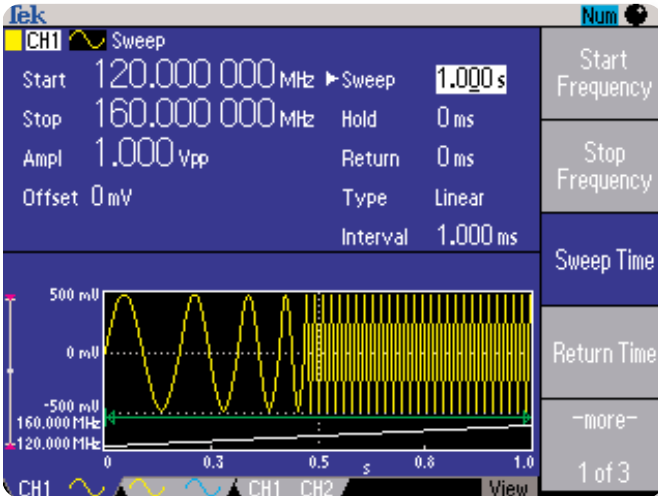 Tek
Num
CH1 Sweep
Start 120.000 000 MHz Sweep 1.000 s
Stop 160.000 000 MHz Hold 0 ms
Ampl 1.000 Vpp Return 0 ms
Offset 0 mV Type Linear
Interval 1.000 ms
500 mV
0 mV
-500 mV
160.000 MHz
120.000 MHz
0 0.3 0.5 s 0.8 1.0
CH1 CH1 CH2 View
Start
Frequency
Stop
Frequency
Sweep Time
Return Time
-more-
1 of 3